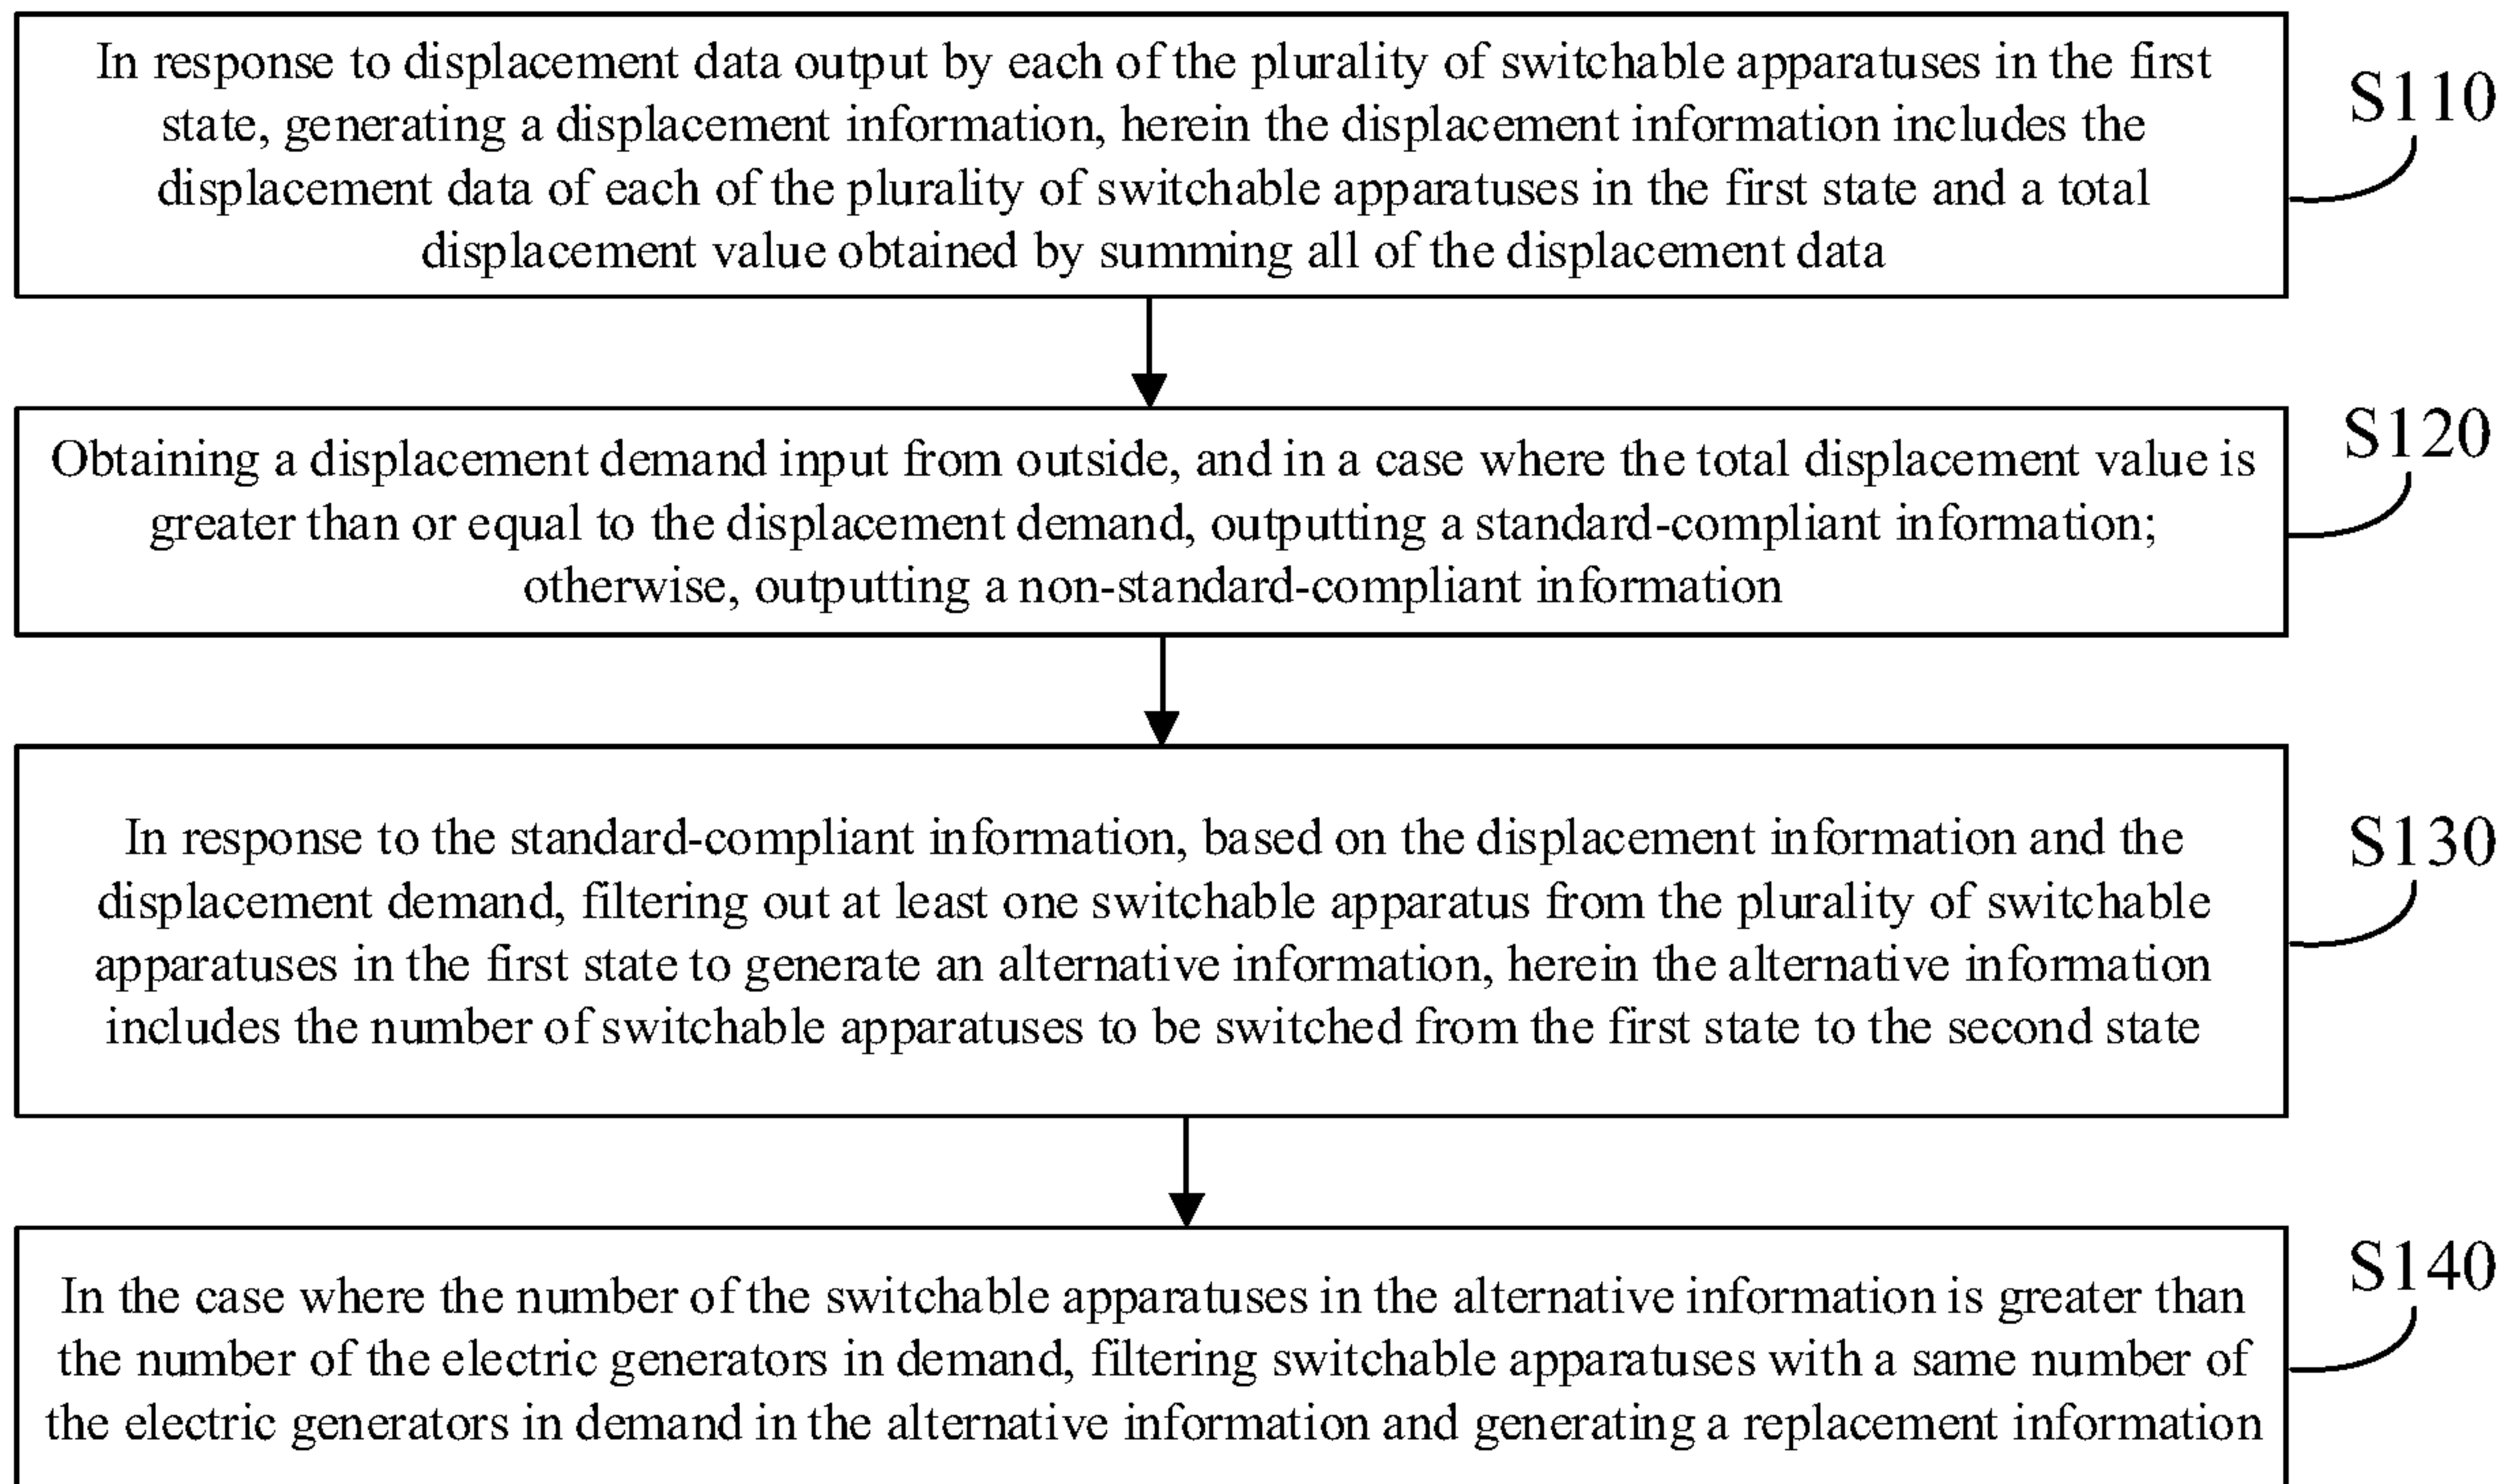 In response to displacement data output by each of the plurality of switchable apparatuses in the first
state, generating a displacement information, herein the displacement information includes the
displacement data of each of the plurality of switchable apparatuses in the first state and a total
displacement value obtained by summing all of the displacement data
S110
Obtaining a displacement demand input from outside, and in a case where the total displacement value is
greater than or equal to the displacement demand, outputting a standard-compliant information;
otherwise, outputting a non-standard-compliant information
S120
In response to the standard-compliant information, based on the displacement information and the
displacement demand, filtering out at least one switchable apparatus from the plurality of switchable
apparatuses in the first state to generate an alternative information, herein the alternative information
includes the number of switchable apparatuses to be switched from the first state to the second state
S130
In the case where the number of the switchable apparatuses in the alternative information is greater than
the number of the electric generators in demand, filtering switchable apparatuses with a same number of
the electric generators in demand in the alternative information and generating a replacement information
S140